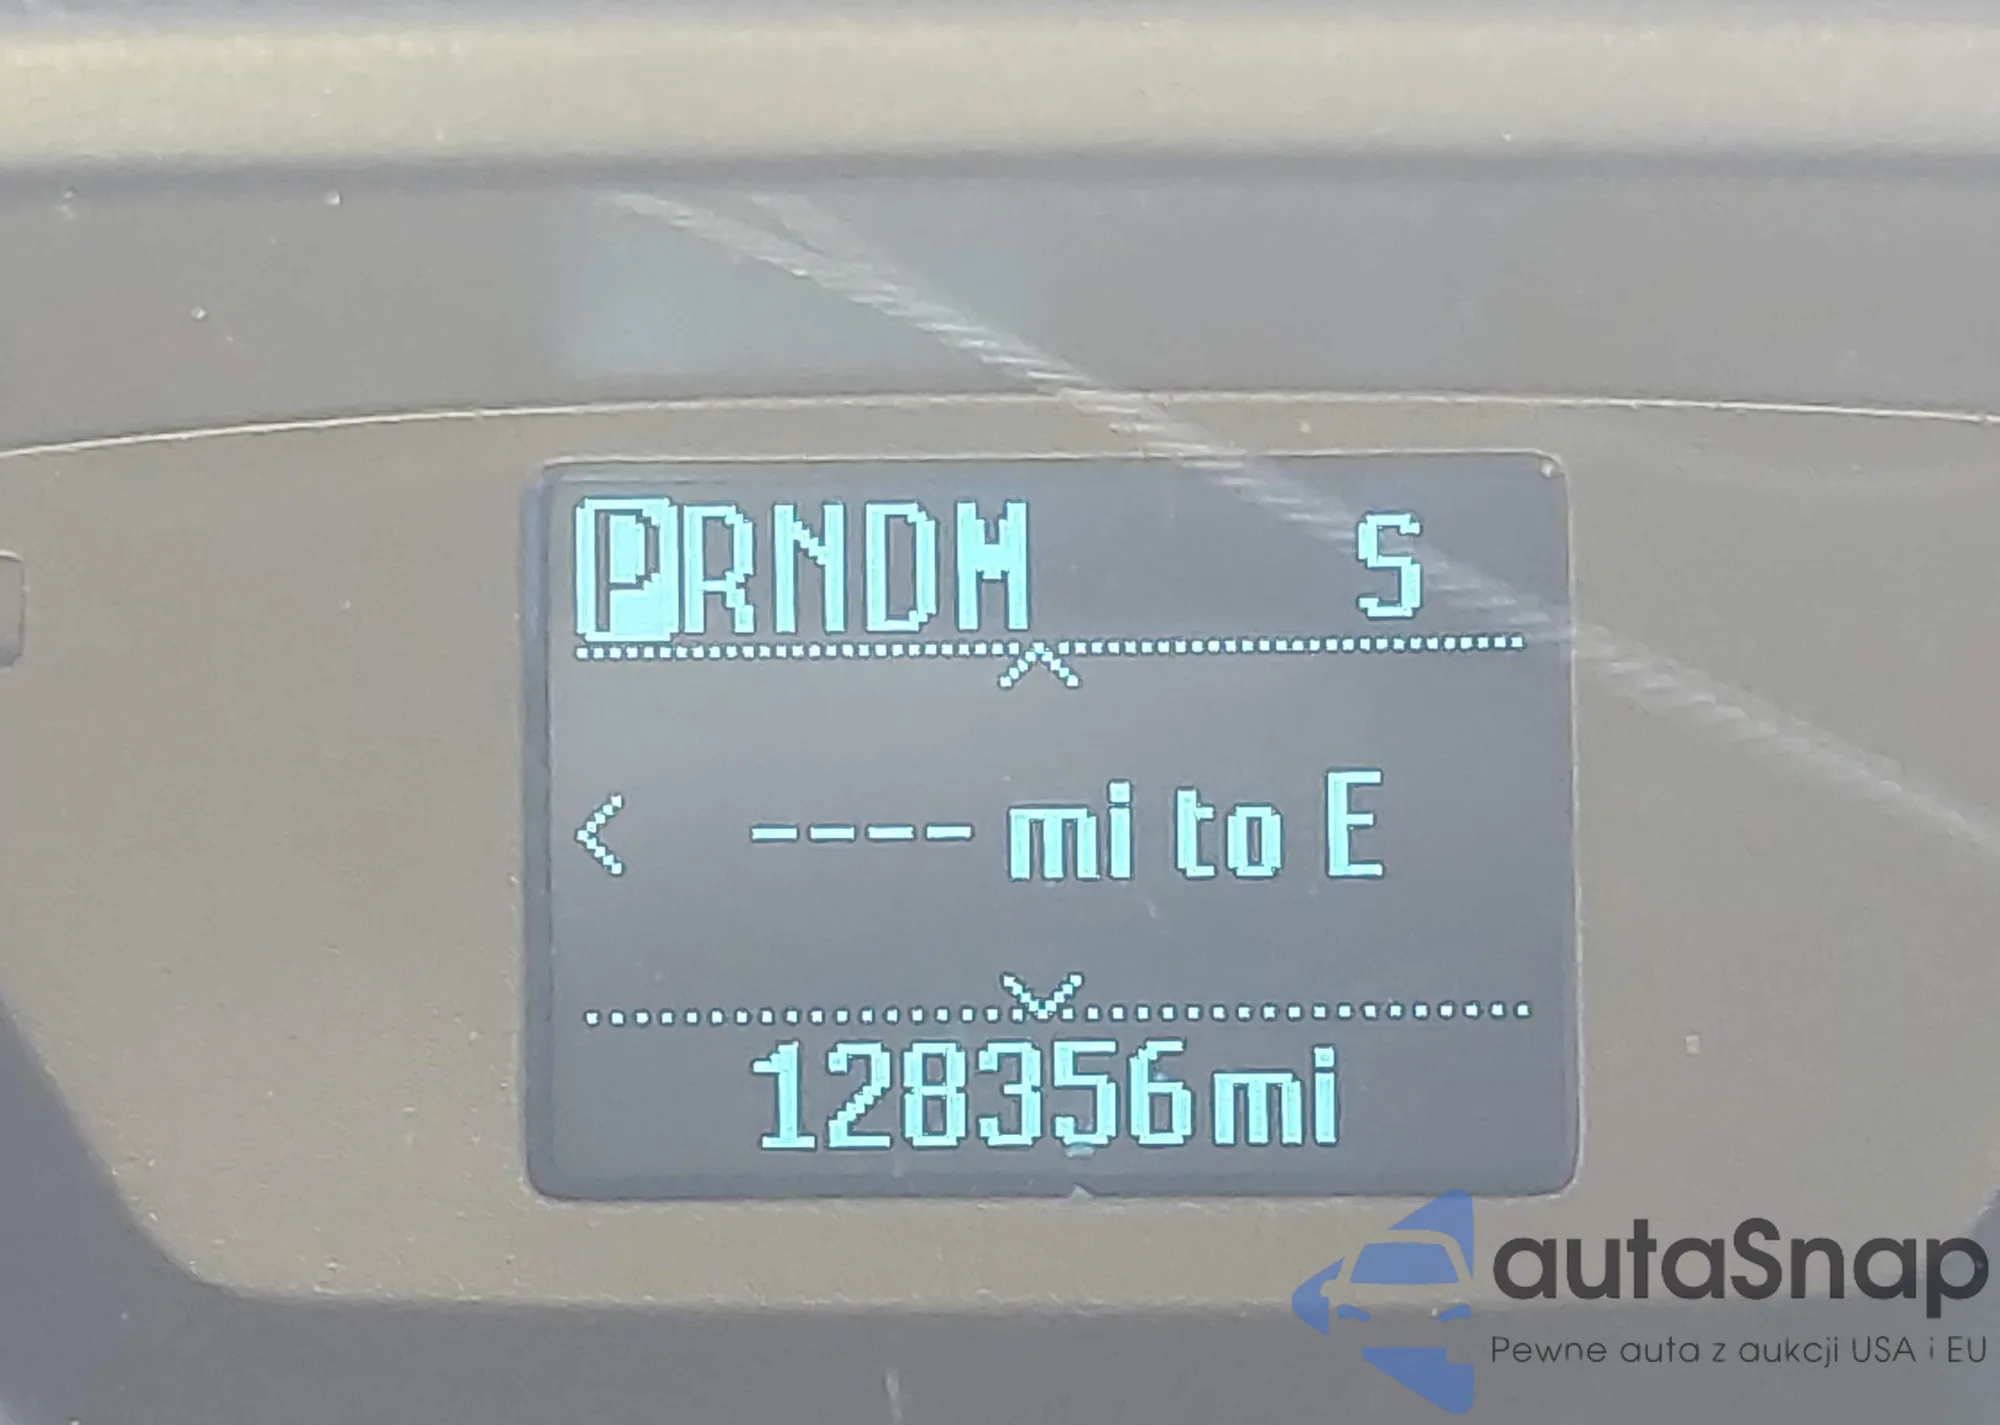 PRNDM S
< ---- mi to E
128356mi
autaSnap
Pewne auta z aukcji USA i EU